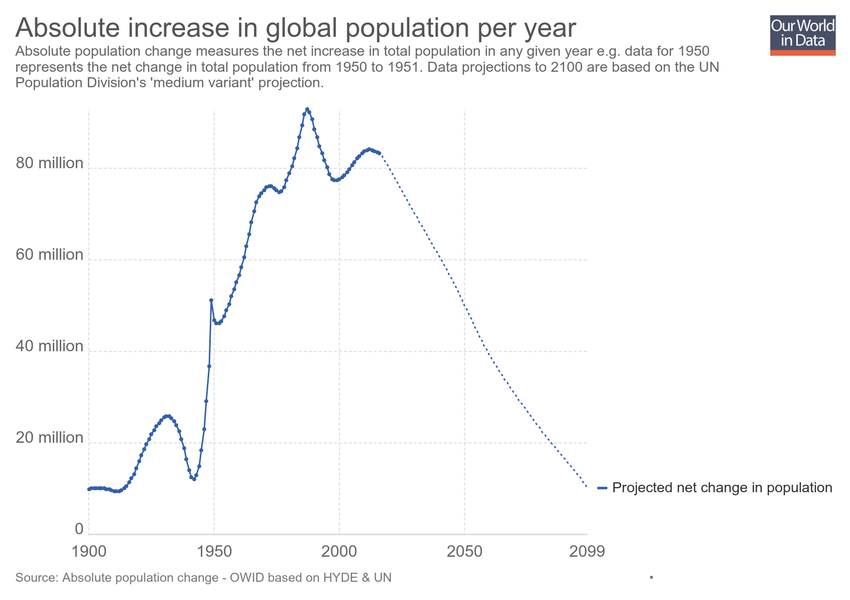 Absolute increase in global population per year
Our World
in Data
Absolute population change measures the net increase in total population in any given year e.g. data for 1950
represents the net change in total population from 1950 to 1951. Data projections to 2100 are based on the UN
Population Division's 'medium variant' projection.
80 million
60 million
40 million
20 million
0
Projected net change in population
1900
1950
2000
2050
2099
Source: Absolute population change - OWID based on HYDE & UN